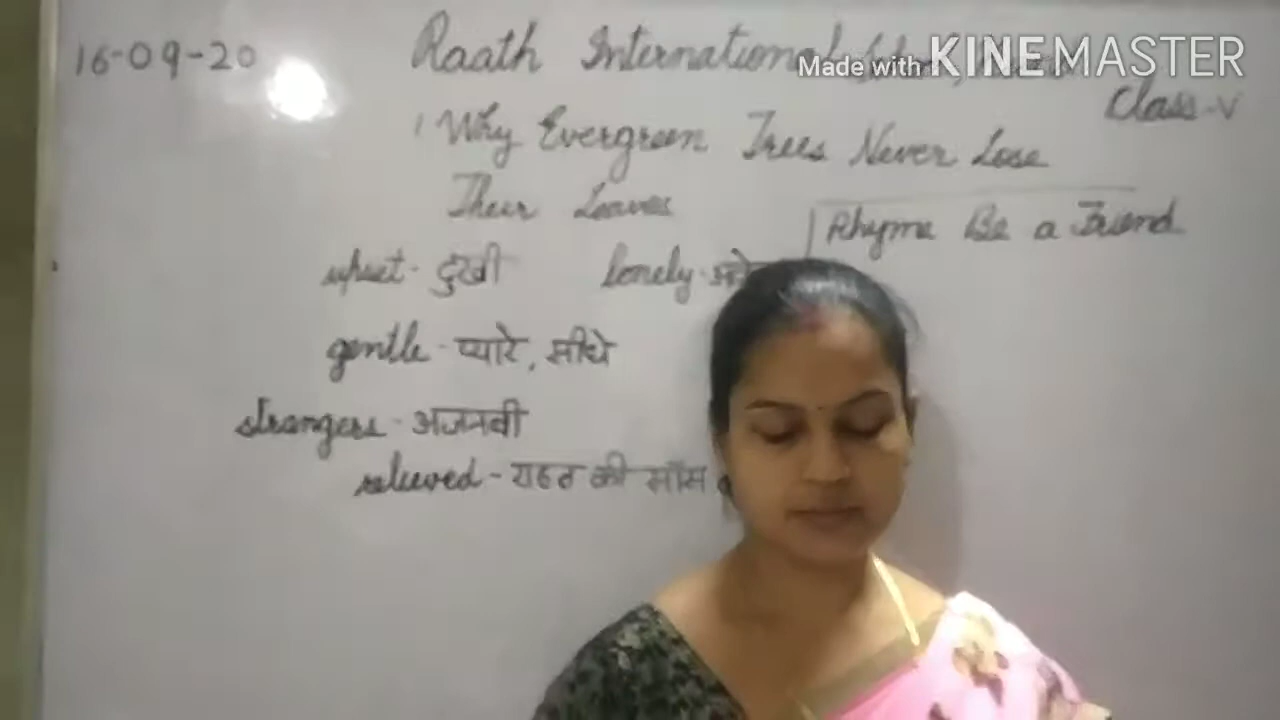 16-09-20
Raath International
Made with KINEMASTER
Class-V
Why Evergreen Trees Never Lose
Their Leaves
Rhyme Be a Friend
upset - दुखी lonely -
gentle - प्यारे, सीधे
strangers - अजनबी
relieved - राहत की साँस